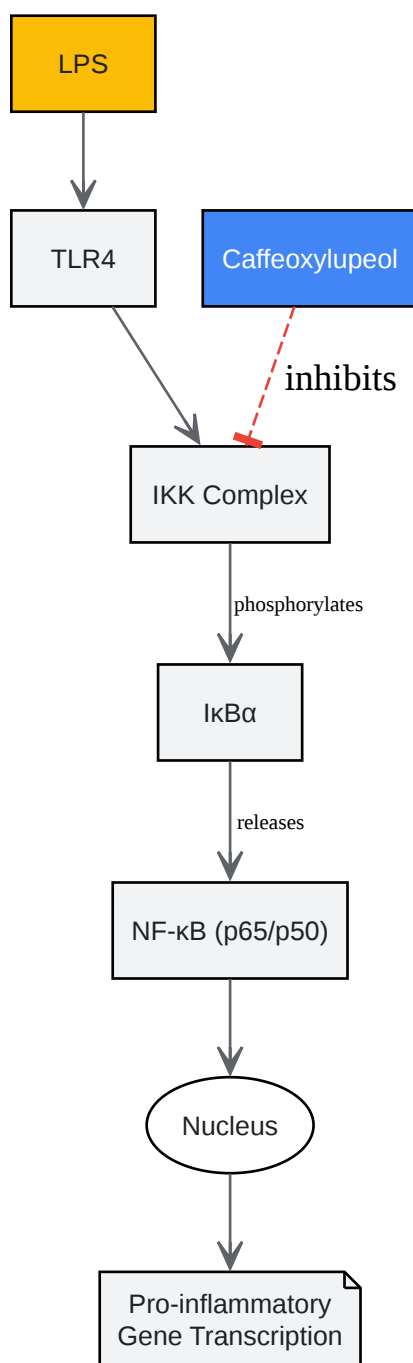 LPS
TLR4
Caffeoxylupeol
inhibits
IKK Complex
phosphorylates
IκBα
releases
NF-κB (p65/p50)
Nucleus
Pro-inflammatory
Gene Transcription